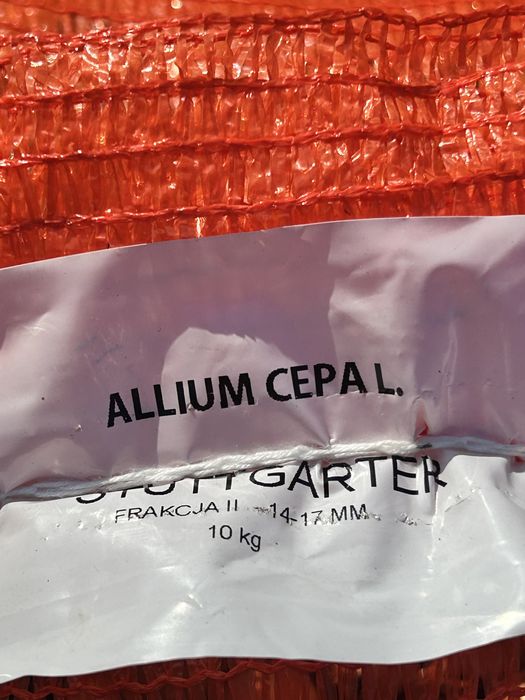 ALLIUM CEPA L.
STUTTGARTER
FRAKCJA II 14-17 MM
10 kg